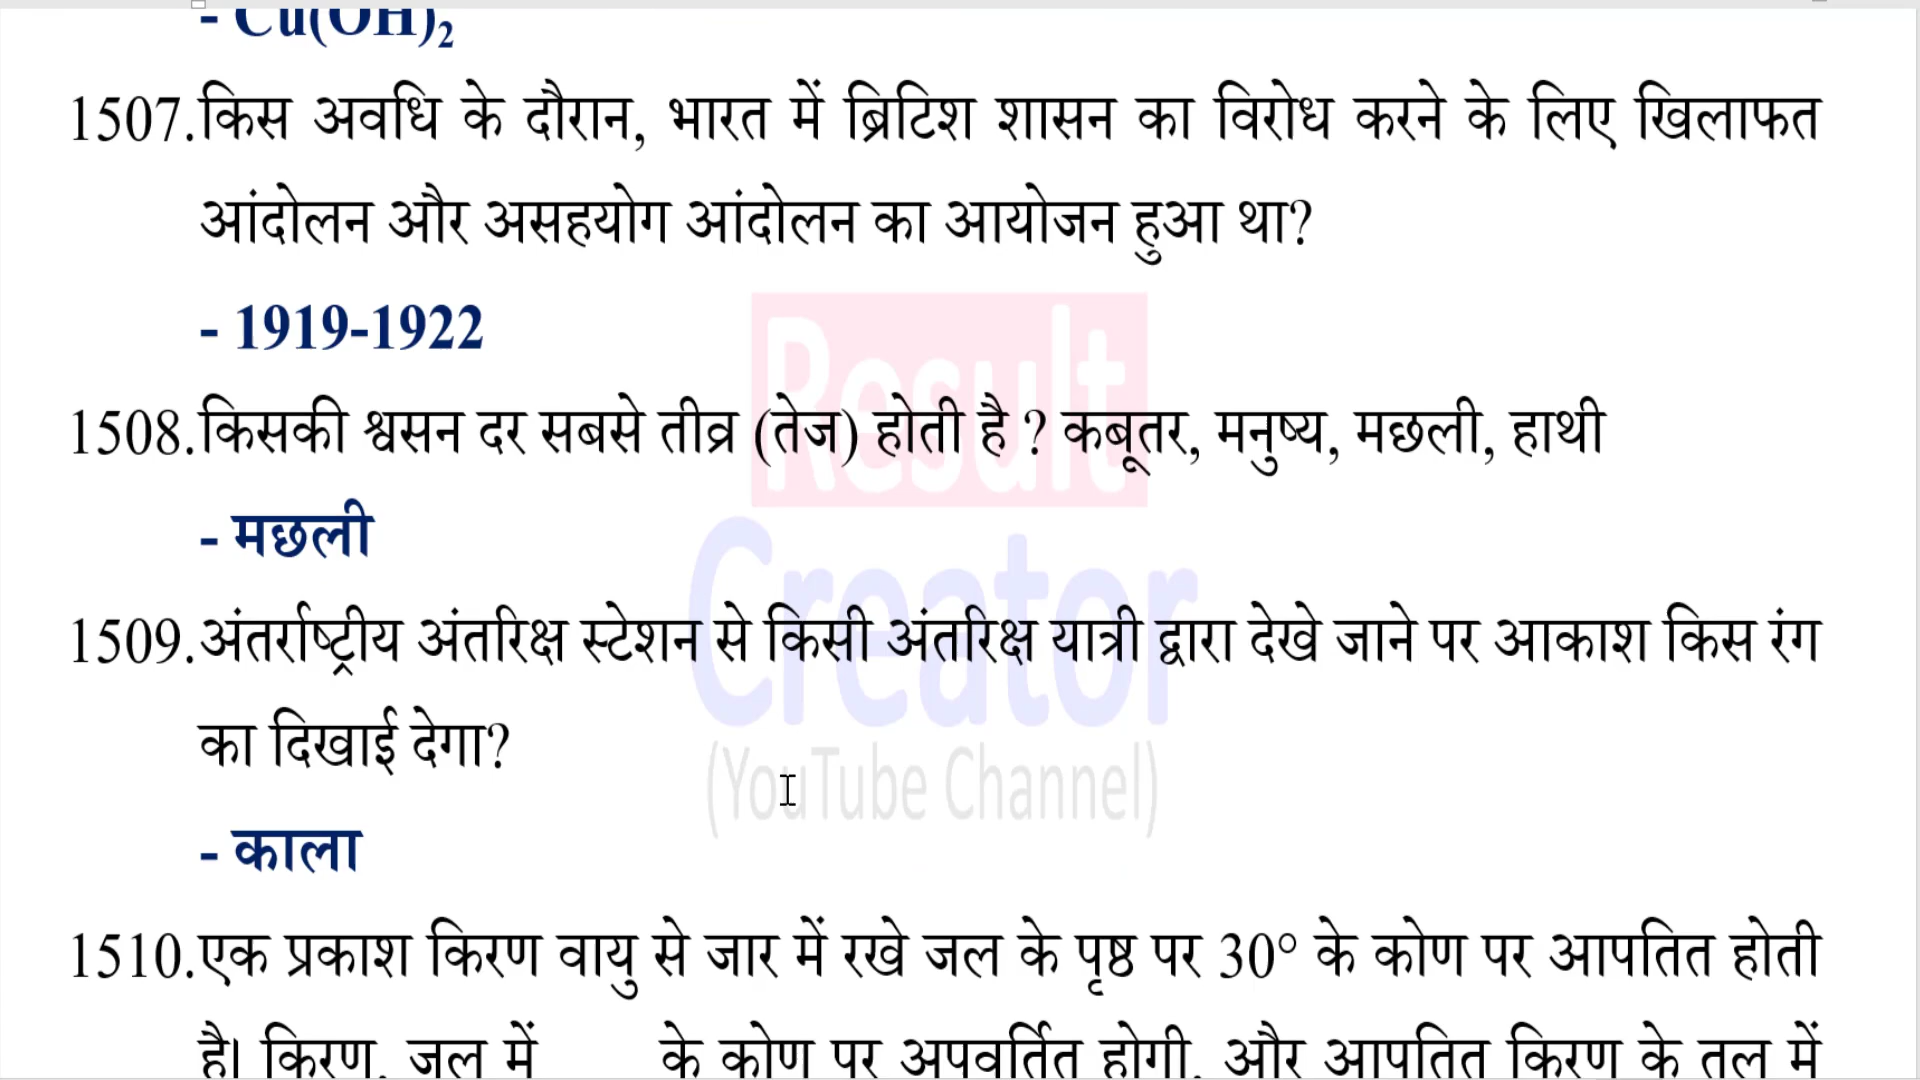 - Cu(OH)₂
1507.किस अवधि के दौरान, भारत में ब्रिटिश शासन का विरोध करने के लिए खिलाफत
आंदोलन और असहयोग आंदोलन का आयोजन हुआ था?
- 1919-1922
1508.किसकी श्वसन दर सबसे तीव्र (तेज) होती है ? कबूतर, मनुष्य, मछली, हाथी
- मछली
1509.अंतर्राष्ट्रीय अंतरिक्ष स्टेशन से किसी अंतरिक्ष यात्री द्वारा देखे जाने पर आकाश किस रंग
का दिखाई देगा?
- काला
1510.एक प्रकाश किरण वायु से जार में रखे जल के पृष्ठ पर 30° के कोण पर आपतित होती
है। किरण, जल में के कोण पर अपवर्तित होगी, और आपतित किरण के तल में
Result
Creator
(YouTube Channel)